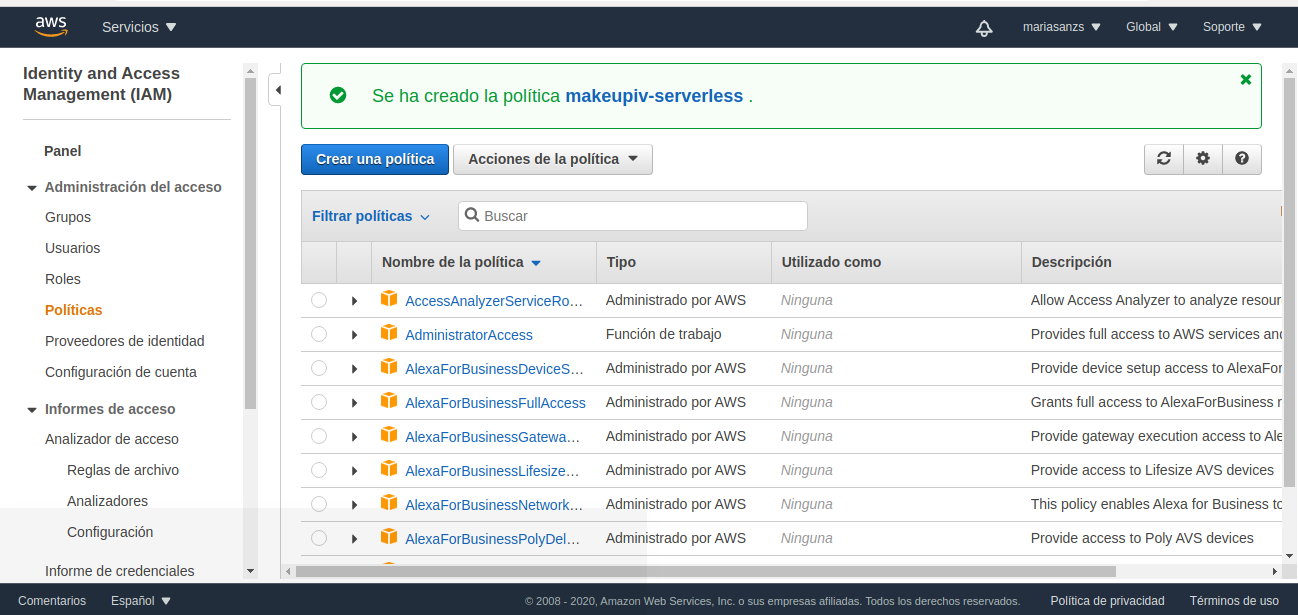 aws Servicios mariasanzs Global Soporte
Identity and Access
Management (IAM)
Panel
Administración del acceso
Grupos
Usuarios
Roles
Políticas
Proveedores de identidad
Configuración de cuenta
Informes de acceso
Analizador de acceso
Reglas de archivo
Analizadores
Configuración
Informe de credenciales
Se ha creado la política makeupiv-serverless .
Crear una política Acciones de la política
Filtrar políticas Buscar
Nombre de la política Tipo Utilizado como Descripción
AccessAnalyzerServiceRo... Administrado por AWS Ninguna Allow Access Analyzer to analyze resour
AdministratorAccess Función de trabajo Ninguna Provides full access to AWS services and
AlexaForBusinessDeviceS... Administrado por AWS Ninguna Provide device setup access to AlexaFor
AlexaForBusinessFullAccess Administrado por AWS Ninguna Grants full access to AlexaForBusiness r
AlexaForBusinessGatewa... Administrado por AWS Ninguna Provide gateway execution access to Ale
AlexaForBusinessLifesize... Administrado por AWS Ninguna Provide access to Lifesize AVS devices
AlexaForBusinessNetwork... Administrado por AWS Ninguna This policy enables Alexa for Business to
AlexaForBusinessPolyDel... Administrado por AWS Ninguna Provide access to Poly AVS devices
Comentarios Español © 2008 - 2020, Amazon Web Services, Inc. o sus empresas afiliadas. Todos los derechos reservados. Política de privacidad Términos de uso